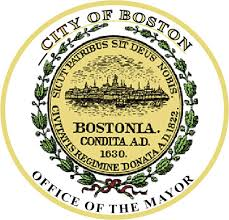 CITY OF BOSTON
SICUT PATRIBUS SIT DEUS NOBIS.
BOSTONIA.
CONDITA A.D.
1630.
CIVITATIS REGIMINE DONATA A.D. 1822.
OFFICE OF THE MAYOR